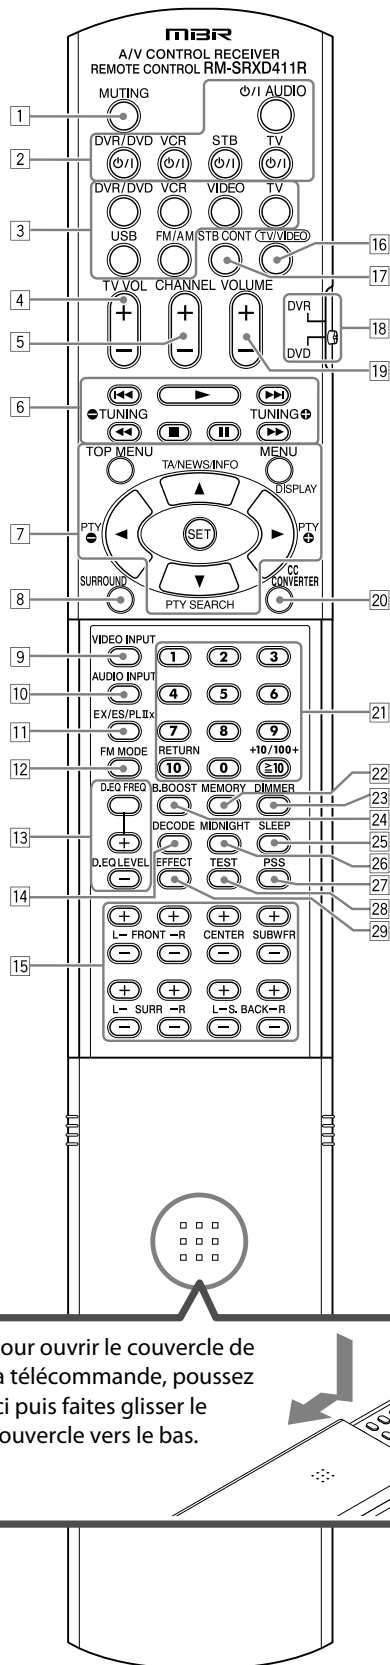 mBR
A/V CONTROL RECEIVER
REMOTE CONTROL RM-SRXD411R
MUTING
⏻/I AUDIO
1
2
DVR/DVD VCR STB TV
⏻/I ⏻/I ⏻/I ⏻/I
DVR/DVD VCR VIDEO TV
3
USB FM/AM STB CONT TV/VIDEO
16
17
4
TV VOL CHANNEL VOLUME
+ + +
DVR
18
5
DVD
– – –
19
6
TUNING TUNING
TOP MENU TA/NEWS/INFO MENU
DISPLAY
7
PTY SET PTY
8
SURROUND PTY SEARCH CC CONVERTER
20
9
VIDEO INPUT 1 2 3
10
AUDIO INPUT 4 5 6
21
11
EX/ES/PLIIx 7 8 9
12
FM MODE RETURN +10/100+
10 0 ≧10
22
D.EQ FREQ B.BOOST MEMORY DIMMER
23
13
24
+ DECODE MIDNIGHT SLEEP
25
D.EQ LEVEL EFFECT TEST PSS
26
–
27
14
28
29
+ + + +
15
L– FRONT –R CENTER SUBWFR
– – – –
+ + + +
L– SURR –R L–S. BACK–R
– – – –
our ouvrir le couvercle de
a télécommande, poussez
ci puis faites glisser le
ouvercle vers le bas.